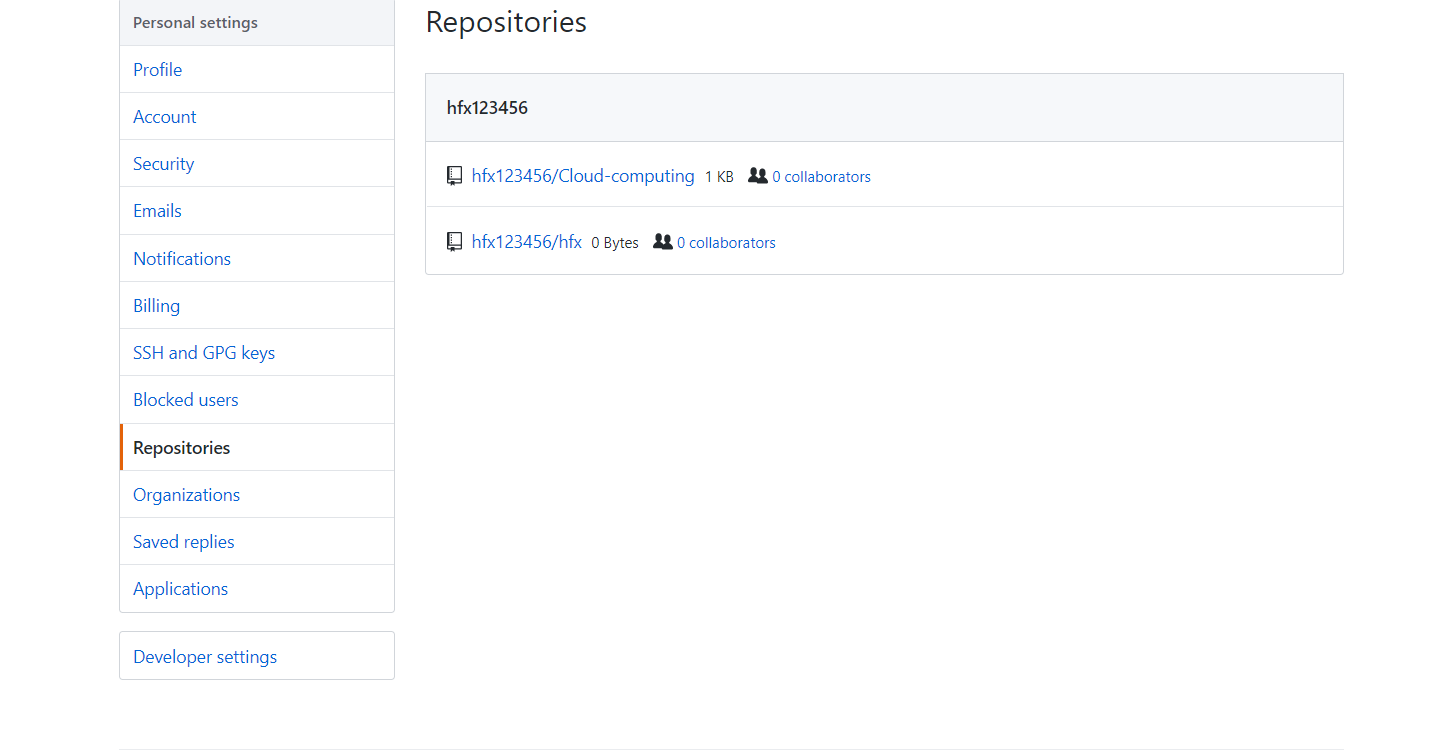 Personal settings
Profile
Account
Security
Emails
Notifications
Billing
SSH and GPG keys
Blocked users
Repositories
Organizations
Saved replies
Applications
Developer settings
Repositories
hfx123456
hfx123456/Cloud-computing 1 KB 0 collaborators
hfx123456/hfx 0 Bytes 0 collaborators